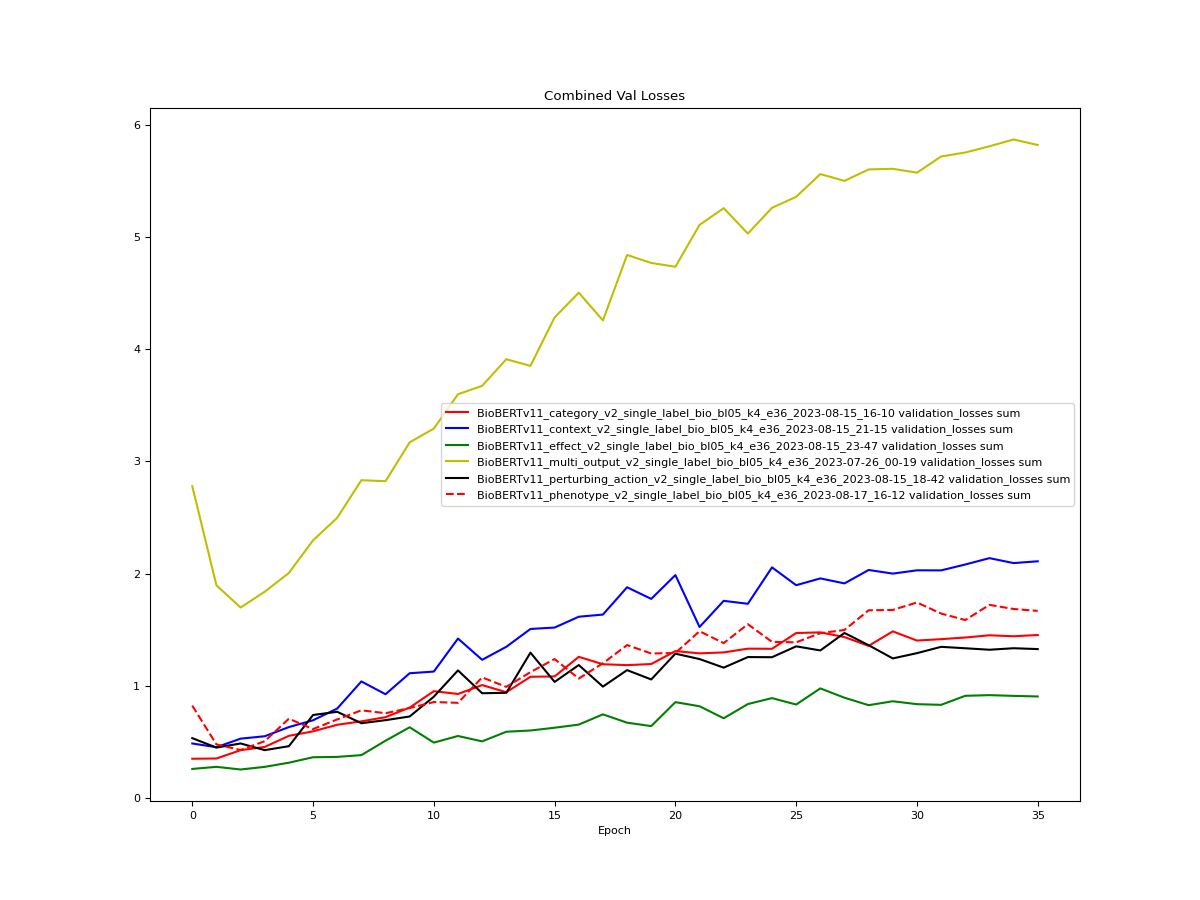 Combined Val Losses
6
5
4
3
2
1
0
BioBERTv11_category_v2_single_label_bio_bl05_k4_e36_2023-08-15_16-10 validation_losses sum
BioBERTv11_context_v2_single_label_bio_bl05_k4_e36_2023-08-15_21-15 validation_losses sum
BioBERTv11_effect_v2_single_label_bio_bl05_k4_e36_2023-08-15_23-47 validation_losses sum
BioBERTv11_multi_output_v2_single_label_bio_bl05_k4_e36_2023-07-26_00-19 validation_losses sum
BioBERTv11_perturbing_action_v2_single_label_bio_bl05_k4_e36_2023-08-15_18-42 validation_losses sum
BioBERTv11_phenotype_v2_single_label_bio_bl05_k4_e36_2023-08-17_16-12 validation_losses sum
0 5 10 15 20 25 30 35
Epoch